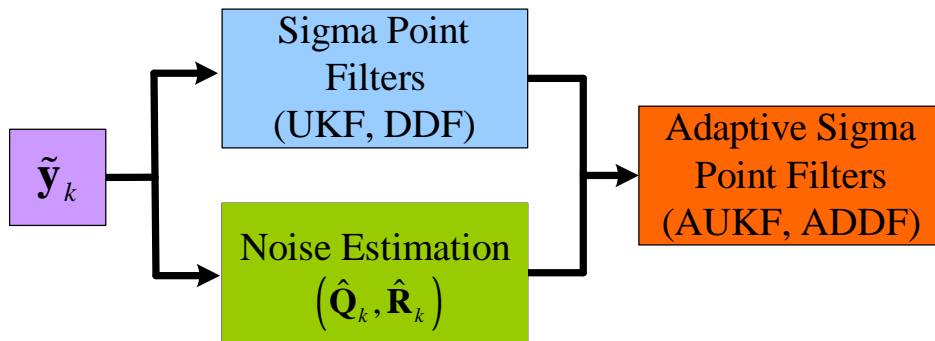 Sigma Point
Filters
(UKF, DDF)
ỹ_k
Adaptive Sigma
Point Filters
(AUKF, ADDF)
Noise Estimation
(Q̂_k, R̂_k)